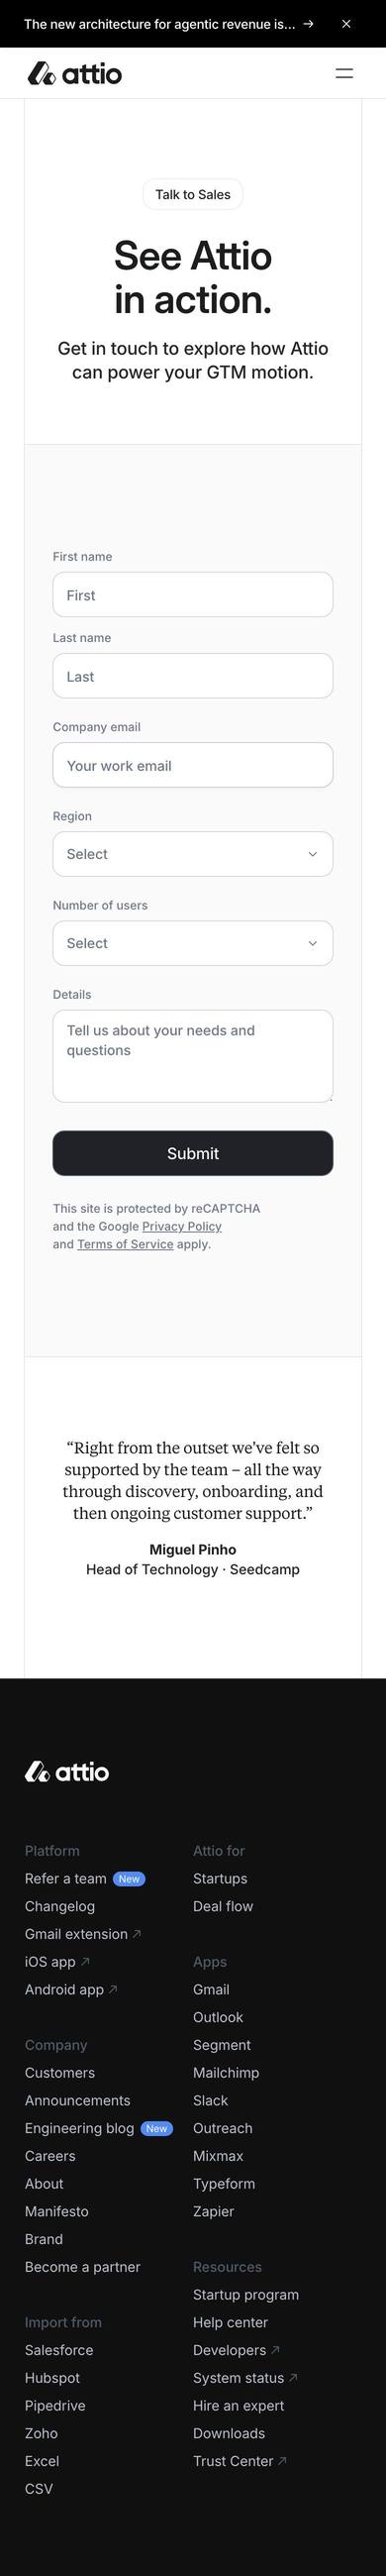 The new architecture for agentic revenue is... →
attio
Talk to Sales
See Attio
in action.
Get in touch to explore how Attio
can power your GTM motion.
First name
First
Last name
Last
Company email
Your work email
Region
Select
Number of users
Select
Details
Tell us about your needs and
questions
Submit
This site is protected by reCAPTCHA
and the Google Privacy Policy
and Terms of Service apply.
“Right from the outset we've felt so
supported by the team – all the way
through discovery, onboarding, and
then ongoing customer support.”
Miguel Pinho
Head of Technology · Seedcamp
attio
Platform
Refer a team New
Changelog
Gmail extension ↗
iOS app ↗
Android app ↗
Company
Customers
Announcements
Engineering blog New
Careers
About
Manifesto
Brand
Become a partner
Import from
Salesforce
Hubspot
Pipedrive
Zoho
Excel
CSV
Attio for
Startups
Deal flow
Apps
Gmail
Outlook
Segment
Mailchimp
Slack
Outreach
Mixmax
Typeform
Zapier
Resources
Startup program
Help center
Developers ↗
System status ↗
Hire an expert
Downloads
Trust Center ↗